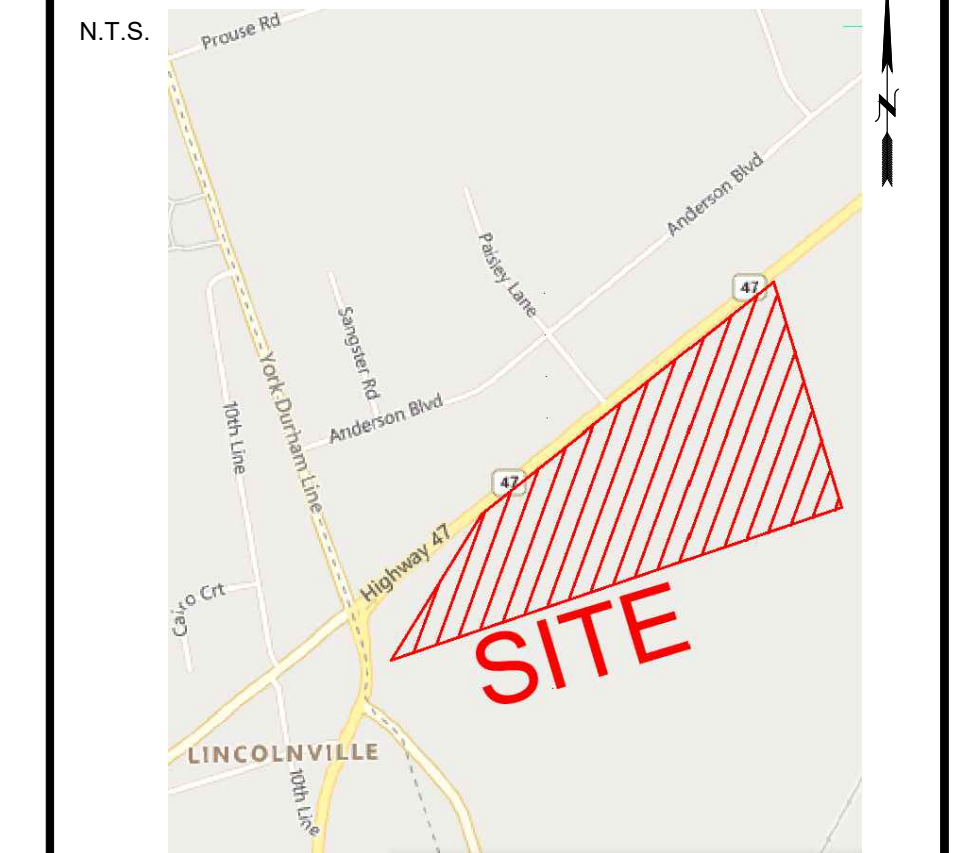 N.T.S.
Prouse Rd
N
Anderson Blvd
Paisley Lane
47
Sangster Rd
York-Durham Line
10th Line
Anderson Blvd
47
Highway 47
Cairo Crt
SITE
LINCOLNVILLE
10th Line